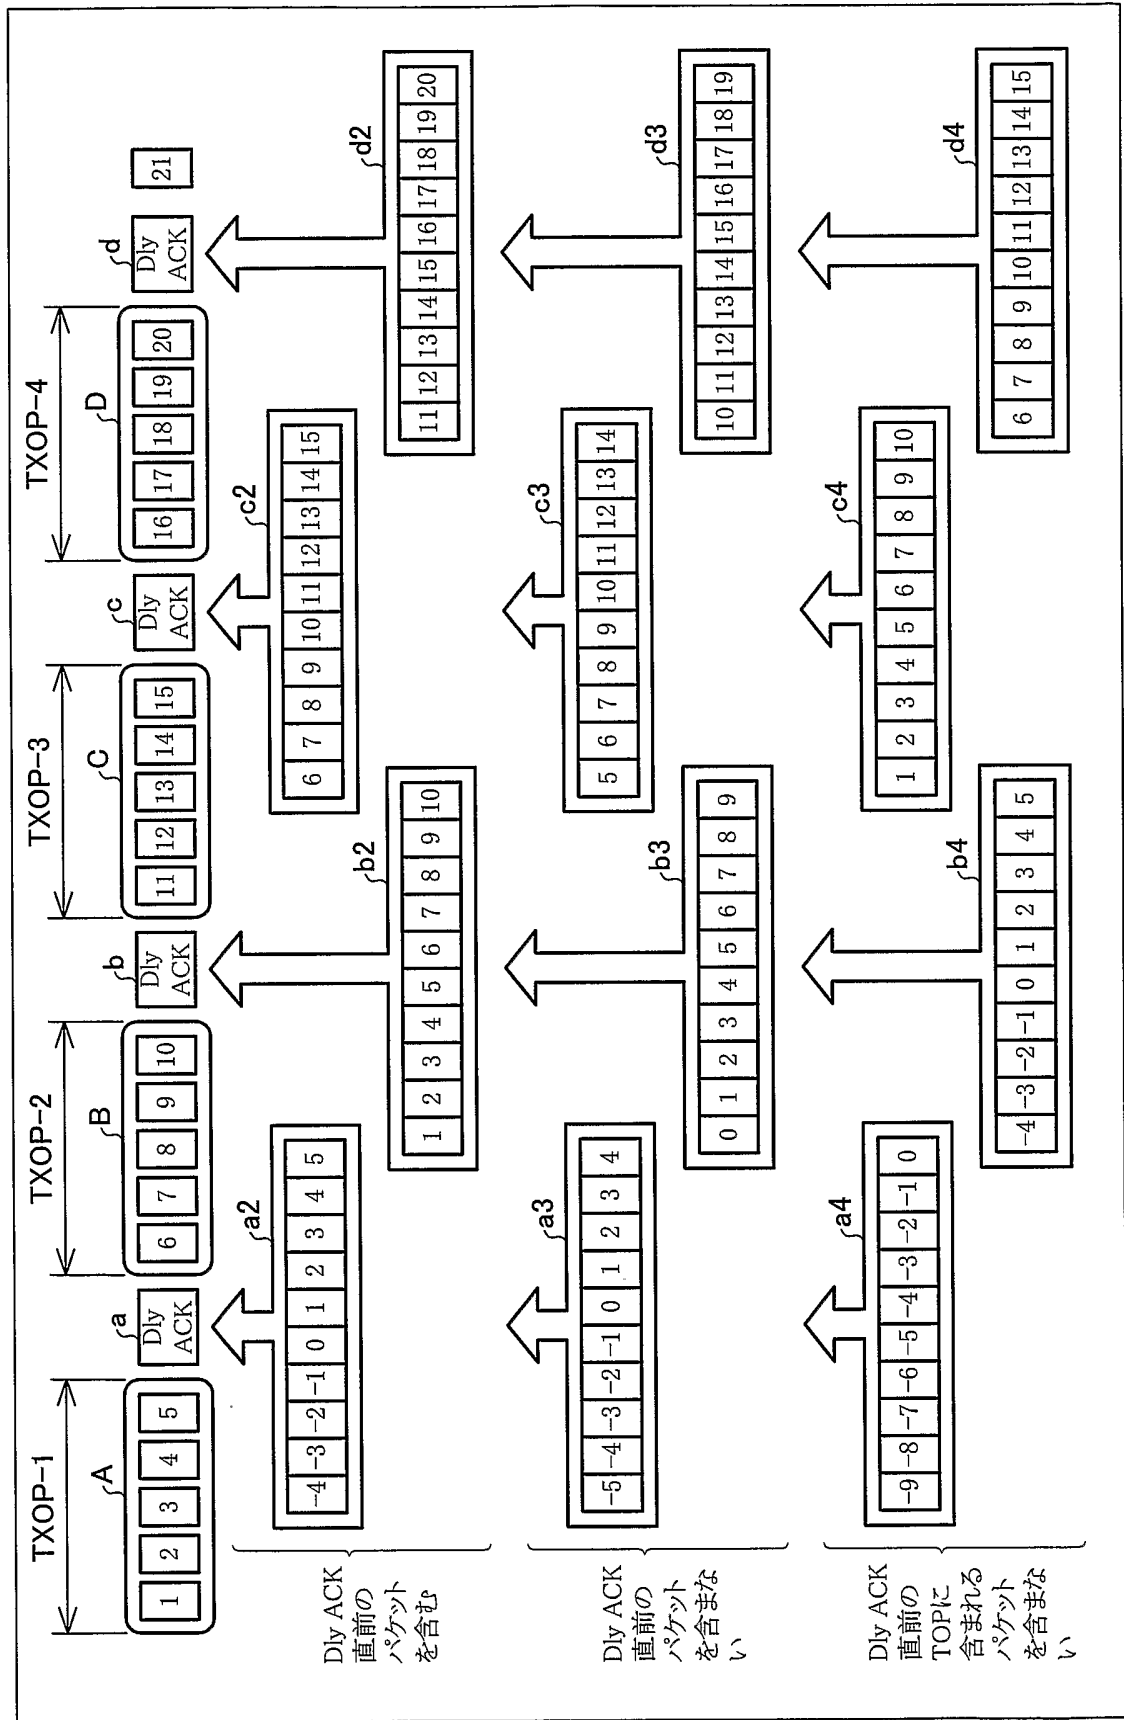 TXOP-1 TXOP-2 TXOP-3 TXOP-4
A B C D
1 2 3 4 5
a
Dly
ACK
6 7 8 9 10
b
Dly
ACK
11 12 13 14 15
c
Dly
ACK
16 17 18 19 20
d
Dly
ACK
21
Dly ACK
直前の
パケット
を含む
a2
-4 -3 -2 -1 0 1 2 3 4 5
b2
1 2 3 4 5 6 7 8 9 10
c2
6 7 8 9 10 11 12 13 14 15
d2
11 12 13 14 15 16 17 18 19 20
Dly ACK
直前の
パケット
を含まな
い
a3
-5 -4 -3 -2 -1 0 1 2 3 4
b3
0 1 2 3 4 5 6 7 8 9
c3
5 6 7 8 9 10 11 12 13 14
d3
10 11 12 13 14 15 16 17 18 19
Dly ACK
直前の
TOPに
含まれる
パケット
を含まな
い
a4
-9 -8 -7 -6 -5 -4 -3 -2 -1 0
b4
-4 -3 -2 -1 0 1 2 3 4 5
c4
1 2 3 4 5 6 7 8 9 10
d4
6 7 8 9 10 11 12 13 14 15